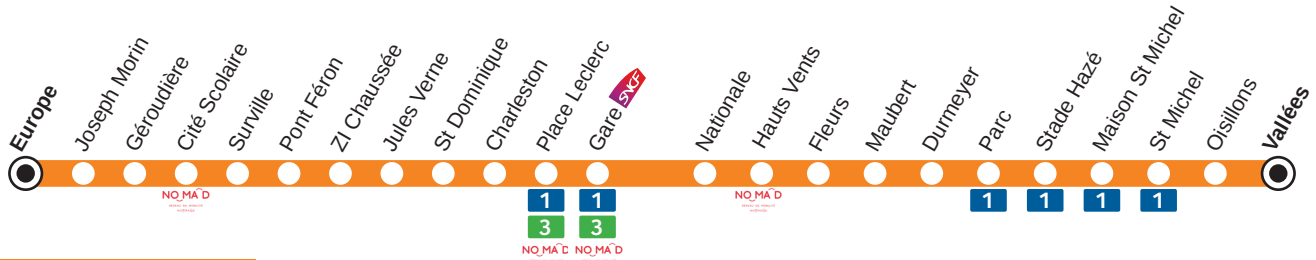 Europe
Joseph Morin
Géroudière
Cité Scolaire
Surville
Pont Féron
ZI Chaussée
Jules Verne
St Dominique
Charleston
Place Leclerc
Gare
SNCF
Nationale
Hauts Vents
Fleurs
Maubert
Durmeyer
Parc
Stade Hazé
Maison St Michel
St Michel
Oisillons
Vallées
NOMAD
1
1
NOMAD
1
1
1
1
3
3
NOMAD
NOMAD